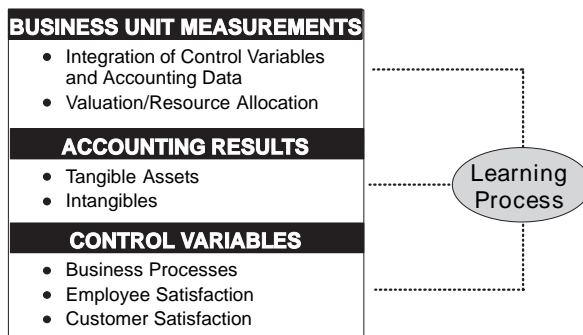 BUSINESS UNIT MEASUREMENTS
• Integration of Control Variables
and Accounting Data
• Valuation/Resource Allocation
ACCOUNTING RESULTS
• Tangible Assets
• Intangibles
CONTROL VARIABLES
• Business Processes
• Employee Satisfaction
• Customer Satisfaction
Learning
Process